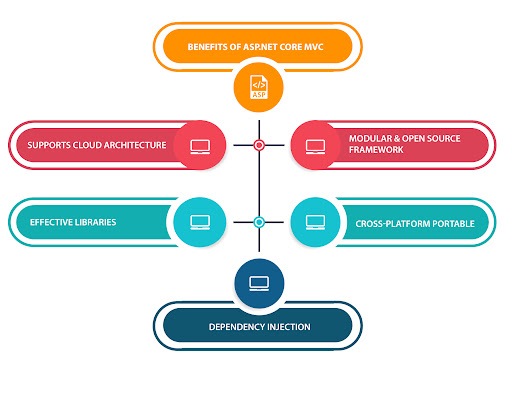 BENEFITS OF ASP.NET CORE MVC
</>
ASP
SUPPORTS CLOUD ARCHITECTURE
MODULAR & OPEN SOURCE
FRAMEWORK
EFFECTIVE LIBRARIES
CROSS-PLATFORM PORTABLE
DEPENDENCY INJECTION